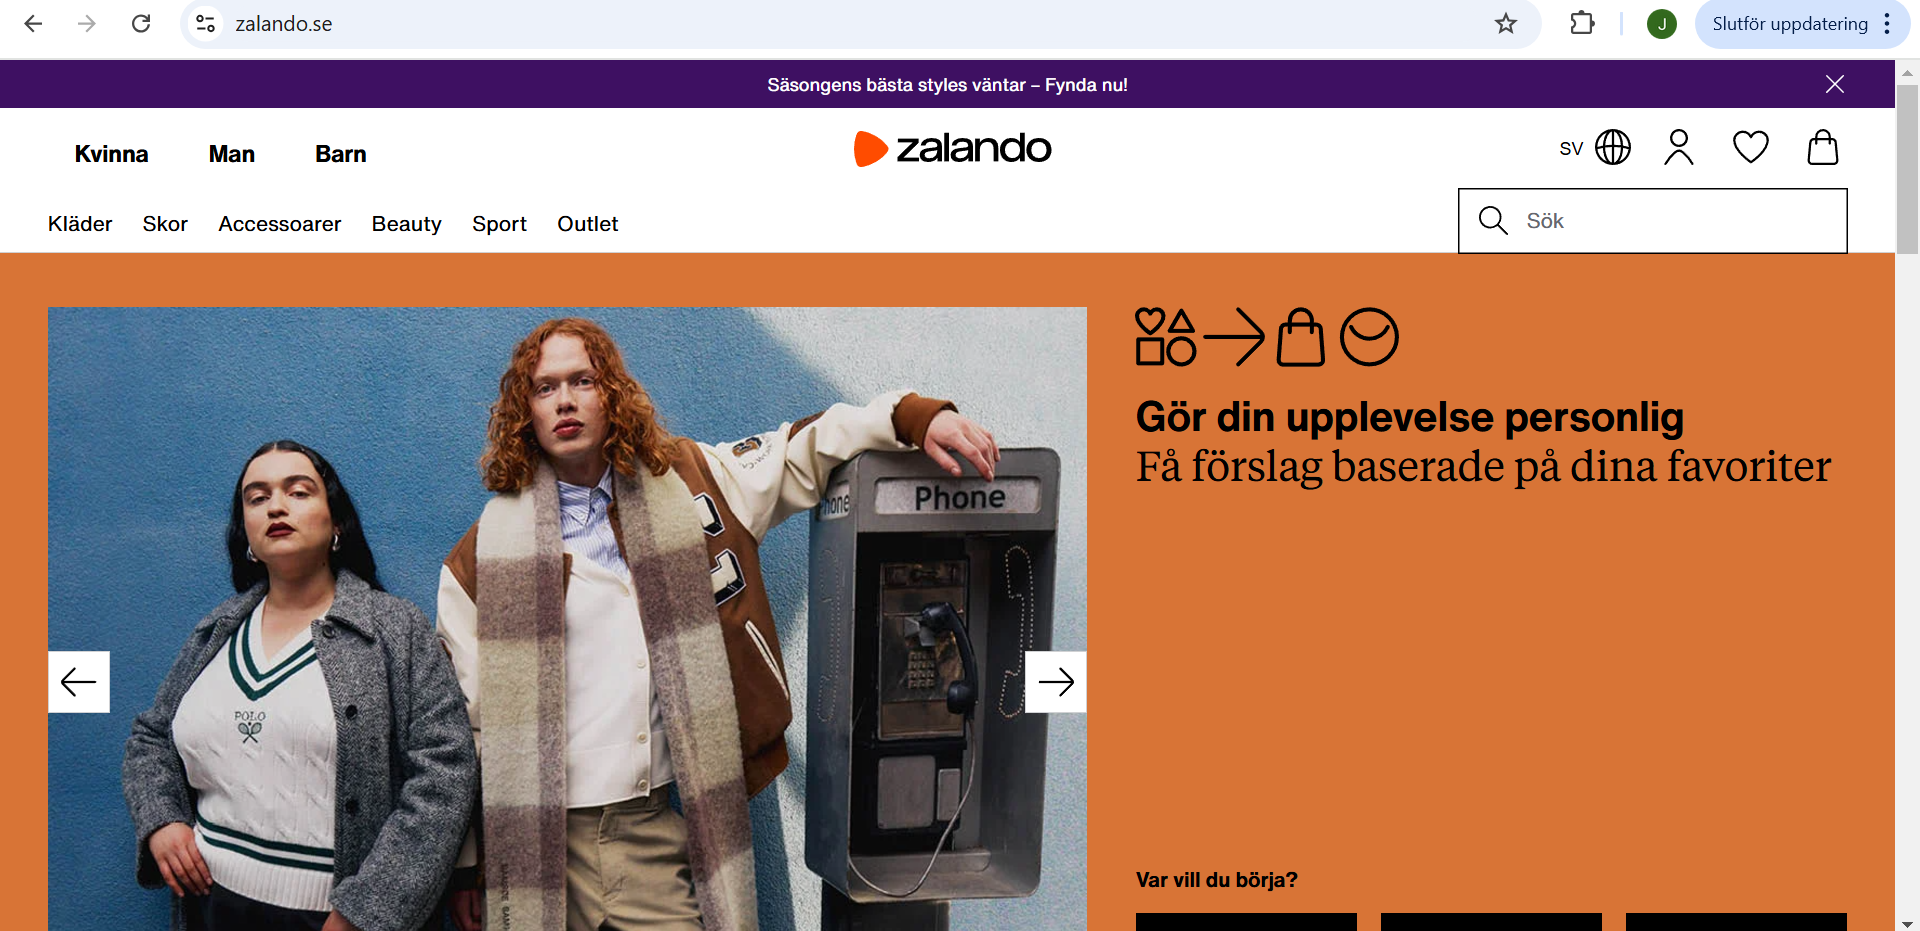 zalando.se
J
Slutför uppdatering
Säsongens bästa styles väntar – Fynda nu!
Kvinna Man Barn
zalando
SV
Kläder Skor Accessoarer Beauty Sport Outlet
Sök
Gör din upplevelse personlig
Få förslag baserade på dina favoriter
Phone
Phone
POLO
Var vill du börja?